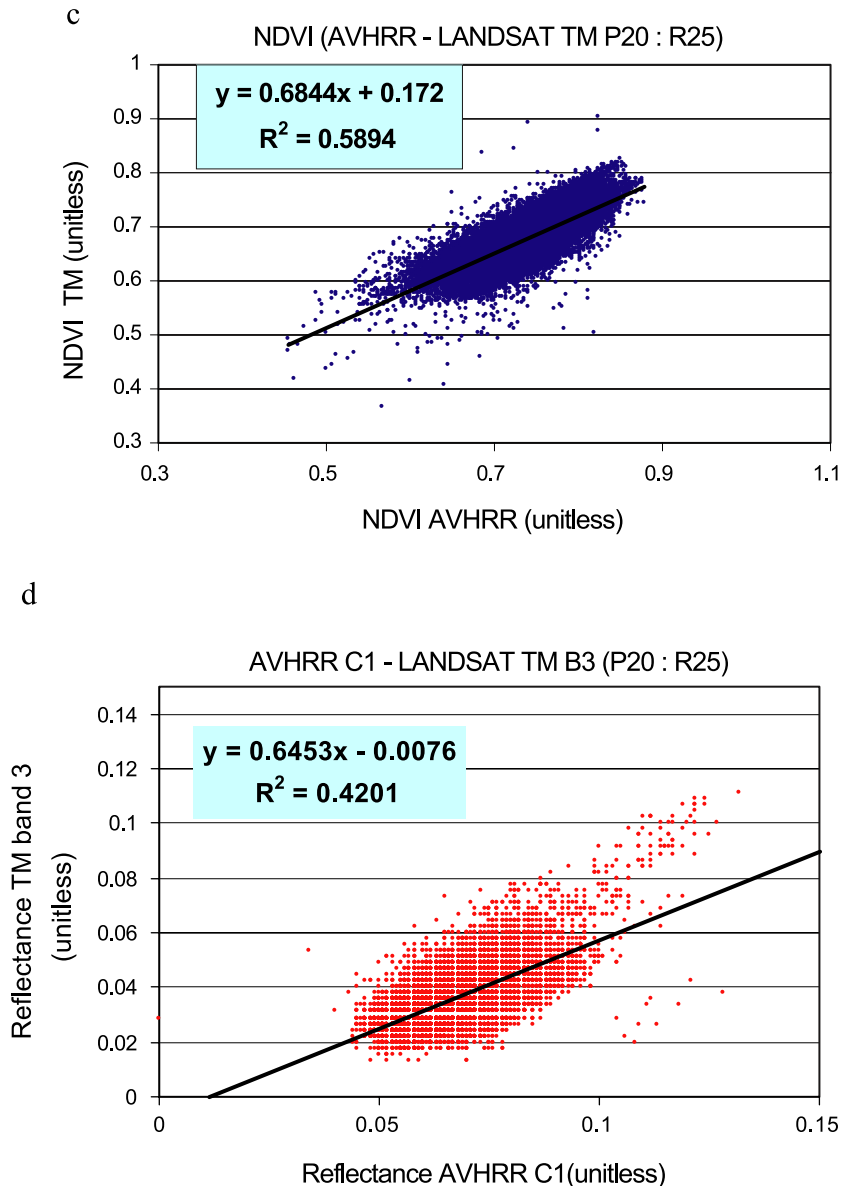 c
NDVI (AVHRR - LANDSAT TM P20 : R25)
y = 0.6844x + 0.172
R² = 0.5894
1
0.9
0.8
0.7
0.6
0.5
0.4
0.3
NDVI TM (unitless)
0.3 0.5 0.7 0.9 1.1
NDVI AVHRR (unitless)
d
AVHRR C1 - LANDSAT TM B3 (P20 : R25)
y = 0.6453x - 0.0076
R² = 0.4201
0.14
0.12
0.1
0.08
0.06
0.04
0.02
0
Reflectance TM band 3
(unitless)
0 0.05 0.1 0.15
Reflectance AVHRR C1(unitless)